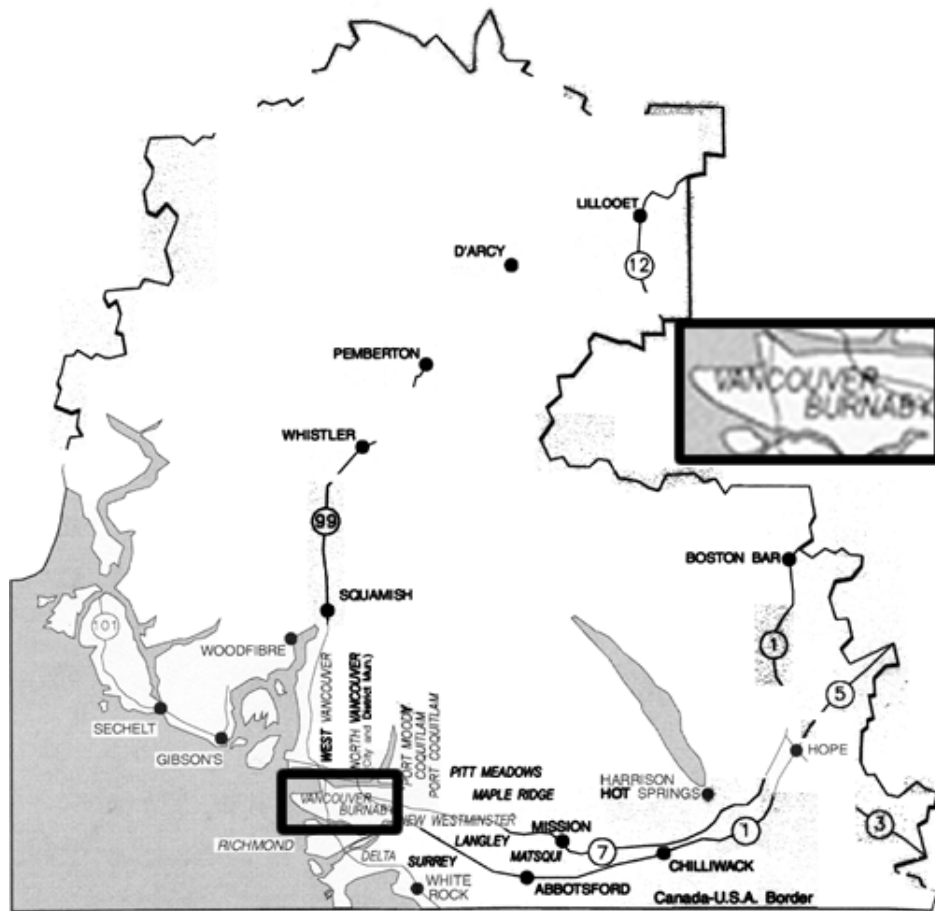 LILLOOET
D'ARCY
12
PEMBERTON
VANCOUVER
BURNABY
WHISTLER
99
BOSTON BAR
SQUAMISH
101
WOODFIBRE
1
WEST VANCOUVER
NORTH VANCOUVER
(City and District Mun.)
PORT MOODY
COQUITLAM
PORT COQUITLAM
5
SECHELT
GIBSON'S
HOPE
PITT MEADOWS
HARRISON
HOT SPRINGS
MAPLE RIDGE
VANCOUVER
BURNABY
NEW WESTMINSTER
MISSION
1
3
RICHMOND
LANGLEY
7
DELTA
SURREY
MATSQUI
CHILLIWACK
WHITE
ROCK
ABBOTSFORD
Canada-U.S.A. Border